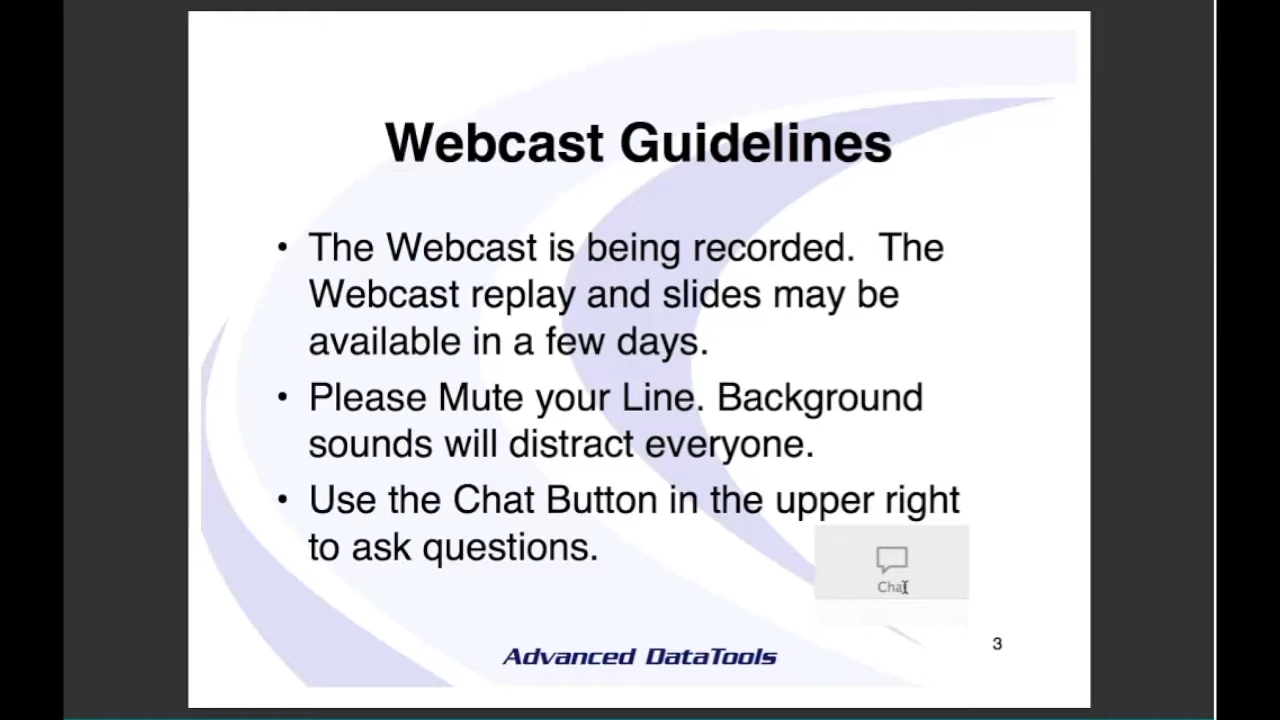 Webcast Guidelines
• The Webcast is being recorded.  The
Webcast replay and slides may be
available in a few days.
• Please Mute your Line. Background
sounds will distract everyone.
• Use the Chat Button in the upper right
to ask questions.
Chat
Advanced DataTools
3